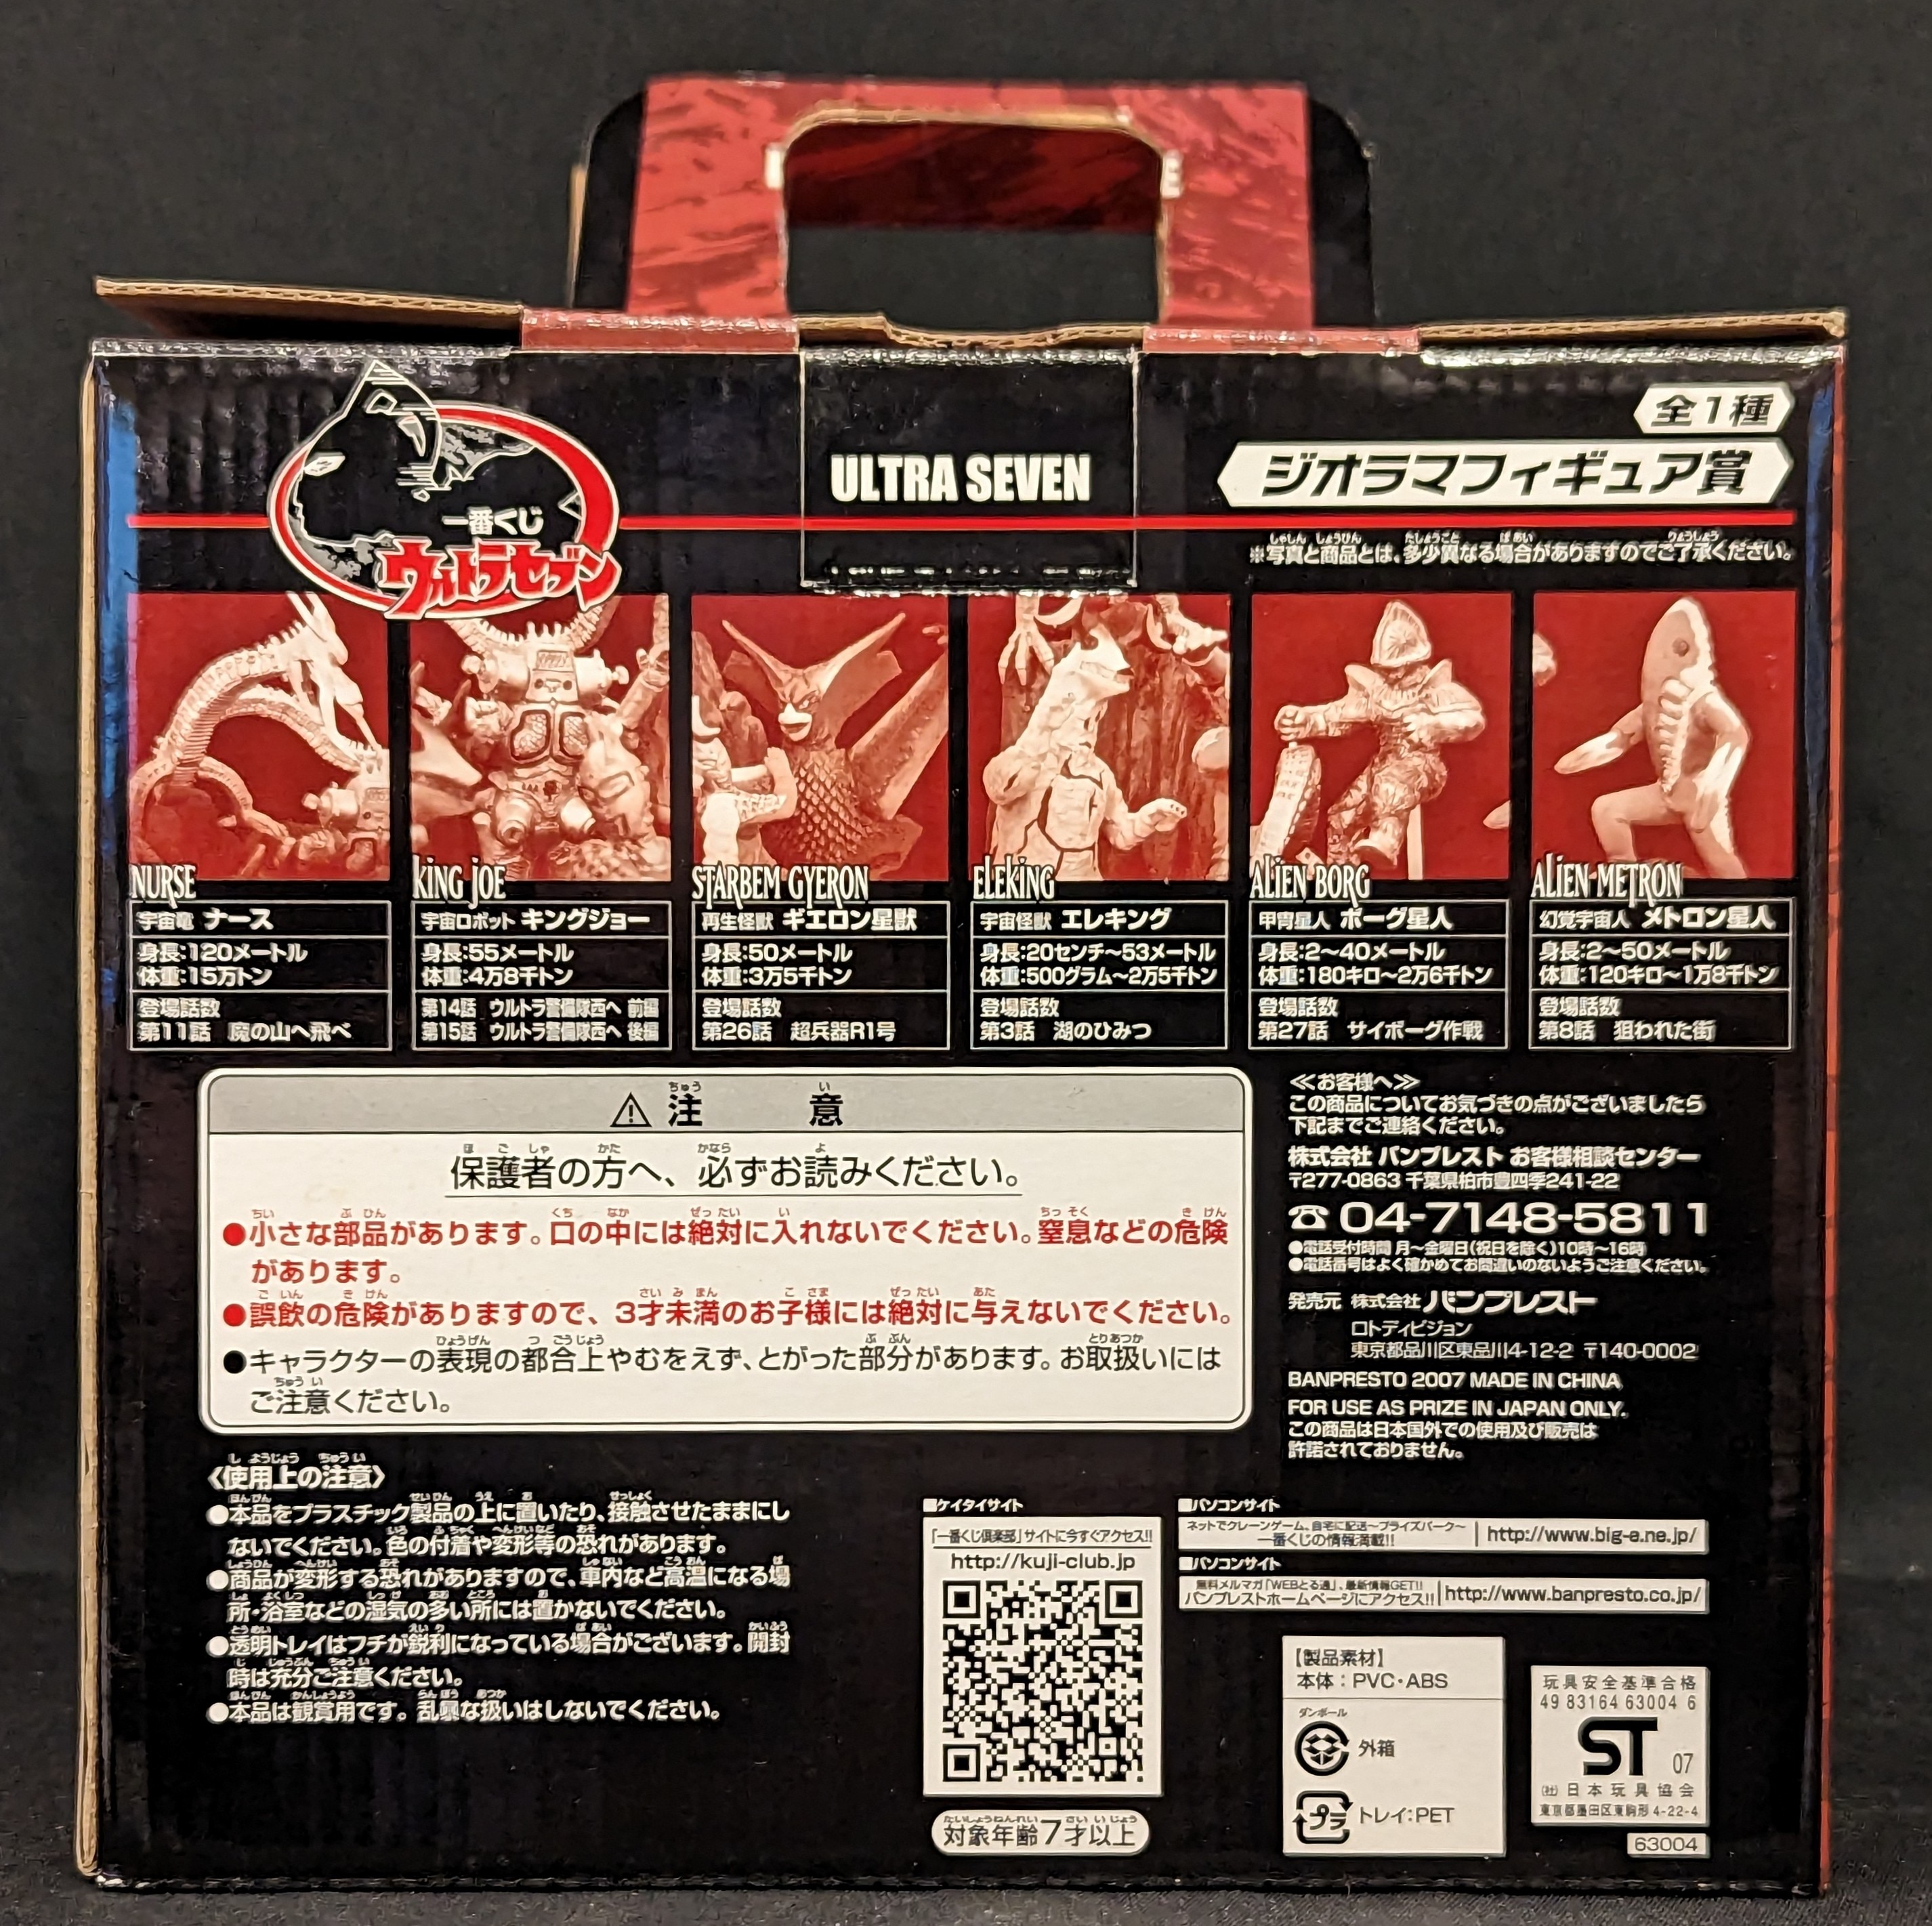 一番くじ
ウルトラセブン
ULTRA SEVEN
全1種
ジオラマフィギュア賞
※写真と商品とは、多少異なる場合がありますのでご了承ください。
NURSE
宇宙竜 ナース
身長:120メートル
体重:15万トン
登場話数
第11話 魔の山へ飛べ
KING JOE
宇宙ロボット キングジョー
身長:55メートル
体重:4万8千トン
第14話 ウルトラ警備隊西へ 前編
第15話 ウルトラ警備隊西へ 後編
STARBEM GYERON
再生怪獣 ギエロン星獣
身長:50メートル
体重:3万5千トン
登場話数
第26話 超兵器R1号
ELEKING
宇宙怪獣 エレキング
身長:20センチ〜53メートル
体重:500グラム〜2万5千トン
登場話数
第3話 湖のひみつ
ALIEN BORG
甲冑星人 ボーグ星人
身長:2〜40メートル
体重:180キロ〜2万6千トン
登場話数
第27話 サイボーグ作戦
ALIEN METRON
幻覚宇宙人 メトロン星人
身長:2〜50メートル
体重:120キロ〜1万8千トン
登場話数
第8話 狙われた街
⚠注意
保護者の方へ、必ずお読みください。
●小さな部品があります。口の中には絶対に入れないでください。窒息などの危険
があります。
●誤飲の危険がありますので、3才未満のお子様には絶対に与えないでください。
●キャラクターの表現の都合上やむをえず、とがった部分があります。お取扱いには
ご注意ください。
≪お客様へ≫
この商品についてお気づきの点がございましたら
下記までご連絡ください。
株式会社 バンプレスト お客様相談センター
〒277-0863 千葉県柏市豊四季241-22
☎04-7148-5811
●電話受付時間 月〜金曜日(祝日を除く)10時〜16時
●電話番号はよく確かめてお間違いのないようご注意ください。
発売元 株式会社バンプレスト
ロトディビジョン
東京都品川区東品川4-12-2 〒140-0002
BANPRESTO 2007 MADE IN CHINA
FOR USE AS PRIZE IN JAPAN ONLY.
この商品は日本国外での使用及び販売は
許諾されておりません。
〈使用上の注意〉
●本品をプラスチック製品の上に置いたり、接触させたままにし
ないでください。色の付着や変形等の恐れがあります。
●商品が変形する恐れがありますので、車内など高温になる場
所・浴室などの湿気の多い所には置かないでください。
●透明トレイはフチが鋭利になっている場合がございます。開封
時は充分ご注意ください。
●本品は観賞用です。乱暴な扱いはしないでください。
■ケイタイサイト
「一番くじ倶楽部」サイトに今すぐアクセス!!
http://kuji-club.jp
対象年齢7才以上
■パソコンサイト
ネットでクレーンゲーム、自宅に配送〜プライズパーク〜
一番くじの情報満載!!
http://www.big-e.ne.jp/
■パソコンサイト
無料メルマガ「WEBとる通」、最新情報GET!!
バンプレストホームページにアクセス!!
http://www.banpresto.co.jp/
【製品素材】
本体：PVC・ABS
ダンボール
外箱
プラ
トレイ：PET
玩具安全基準合格
49 83164 63004 6
ST 07
(社)日本玩具協会
東京都墨田区東駒形4-22-4
63004